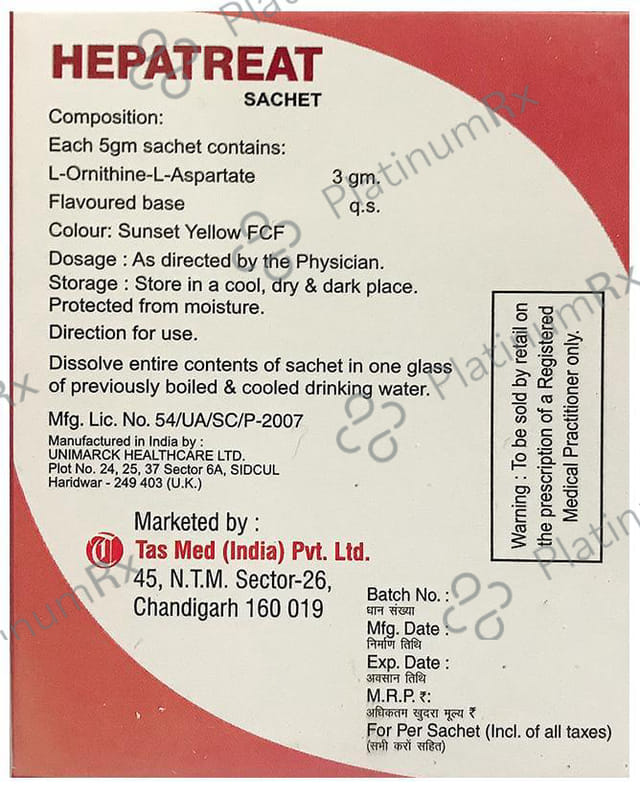 HEPATREAT
SACHET
Composition:
Each 5gm sachet contains:
L-Ornithine-L-Aspartate 3 gm.
Flavoured base q.s.
Colour: Sunset Yellow FCF
Dosage : As directed by the Physician.
Storage : Store in a cool, dry & dark place.
Protected from moisture.
Direction for use.
Dissolve entire contents of sachet in one glass
of previously boiled & cooled drinking water.
Mfg. Lic. No. 54/UA/SC/P-2007
Manufactured in India by :
UNIMARCK HEALTHCARE LTD.
Plot No. 24, 25, 37 Sector 6A, SIDCUL
Haridwar - 249 403 (U.K.)
Marketed by :
Tas Med (India) Pvt. Ltd.
45, N.T.M. Sector-26,
Chandigarh 160 019
Warning : To be sold by retail on
the prescription of a Registered
Medical Practitioner only.
Batch No. :
धान संख्या
Mfg. Date :
निर्माण तिथि
Exp. Date :
अवसान तिथि
M.R.P. ₹:
अधिकतम खुदरा मूल्य ₹
For Per Sachet (Incl. of all taxes)
(सभी करों सहित)
PlatinumRx
PlatinumRx
PlatinumRx
PlatinumRx
Rx
tinumRx